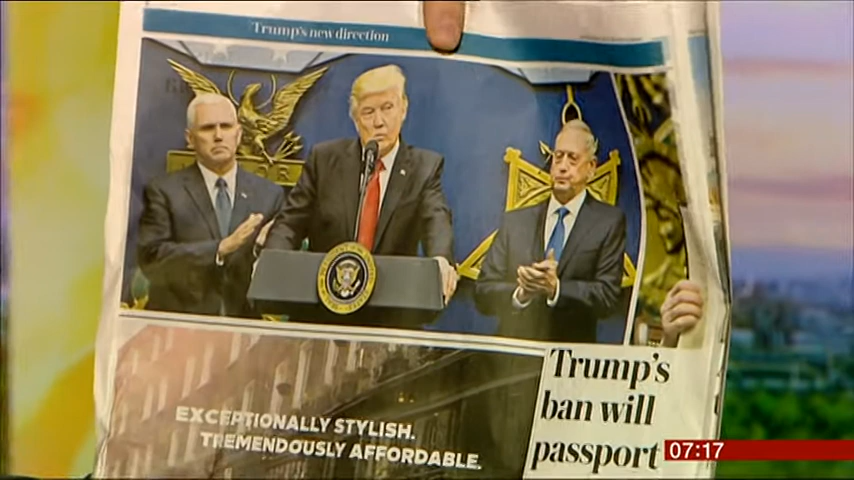 Trump's new direction
EXCEPTIONALLY STYLISH.
TREMENDOUSLY AFFORDABLE.
Trump's
ban will
passport
07:17